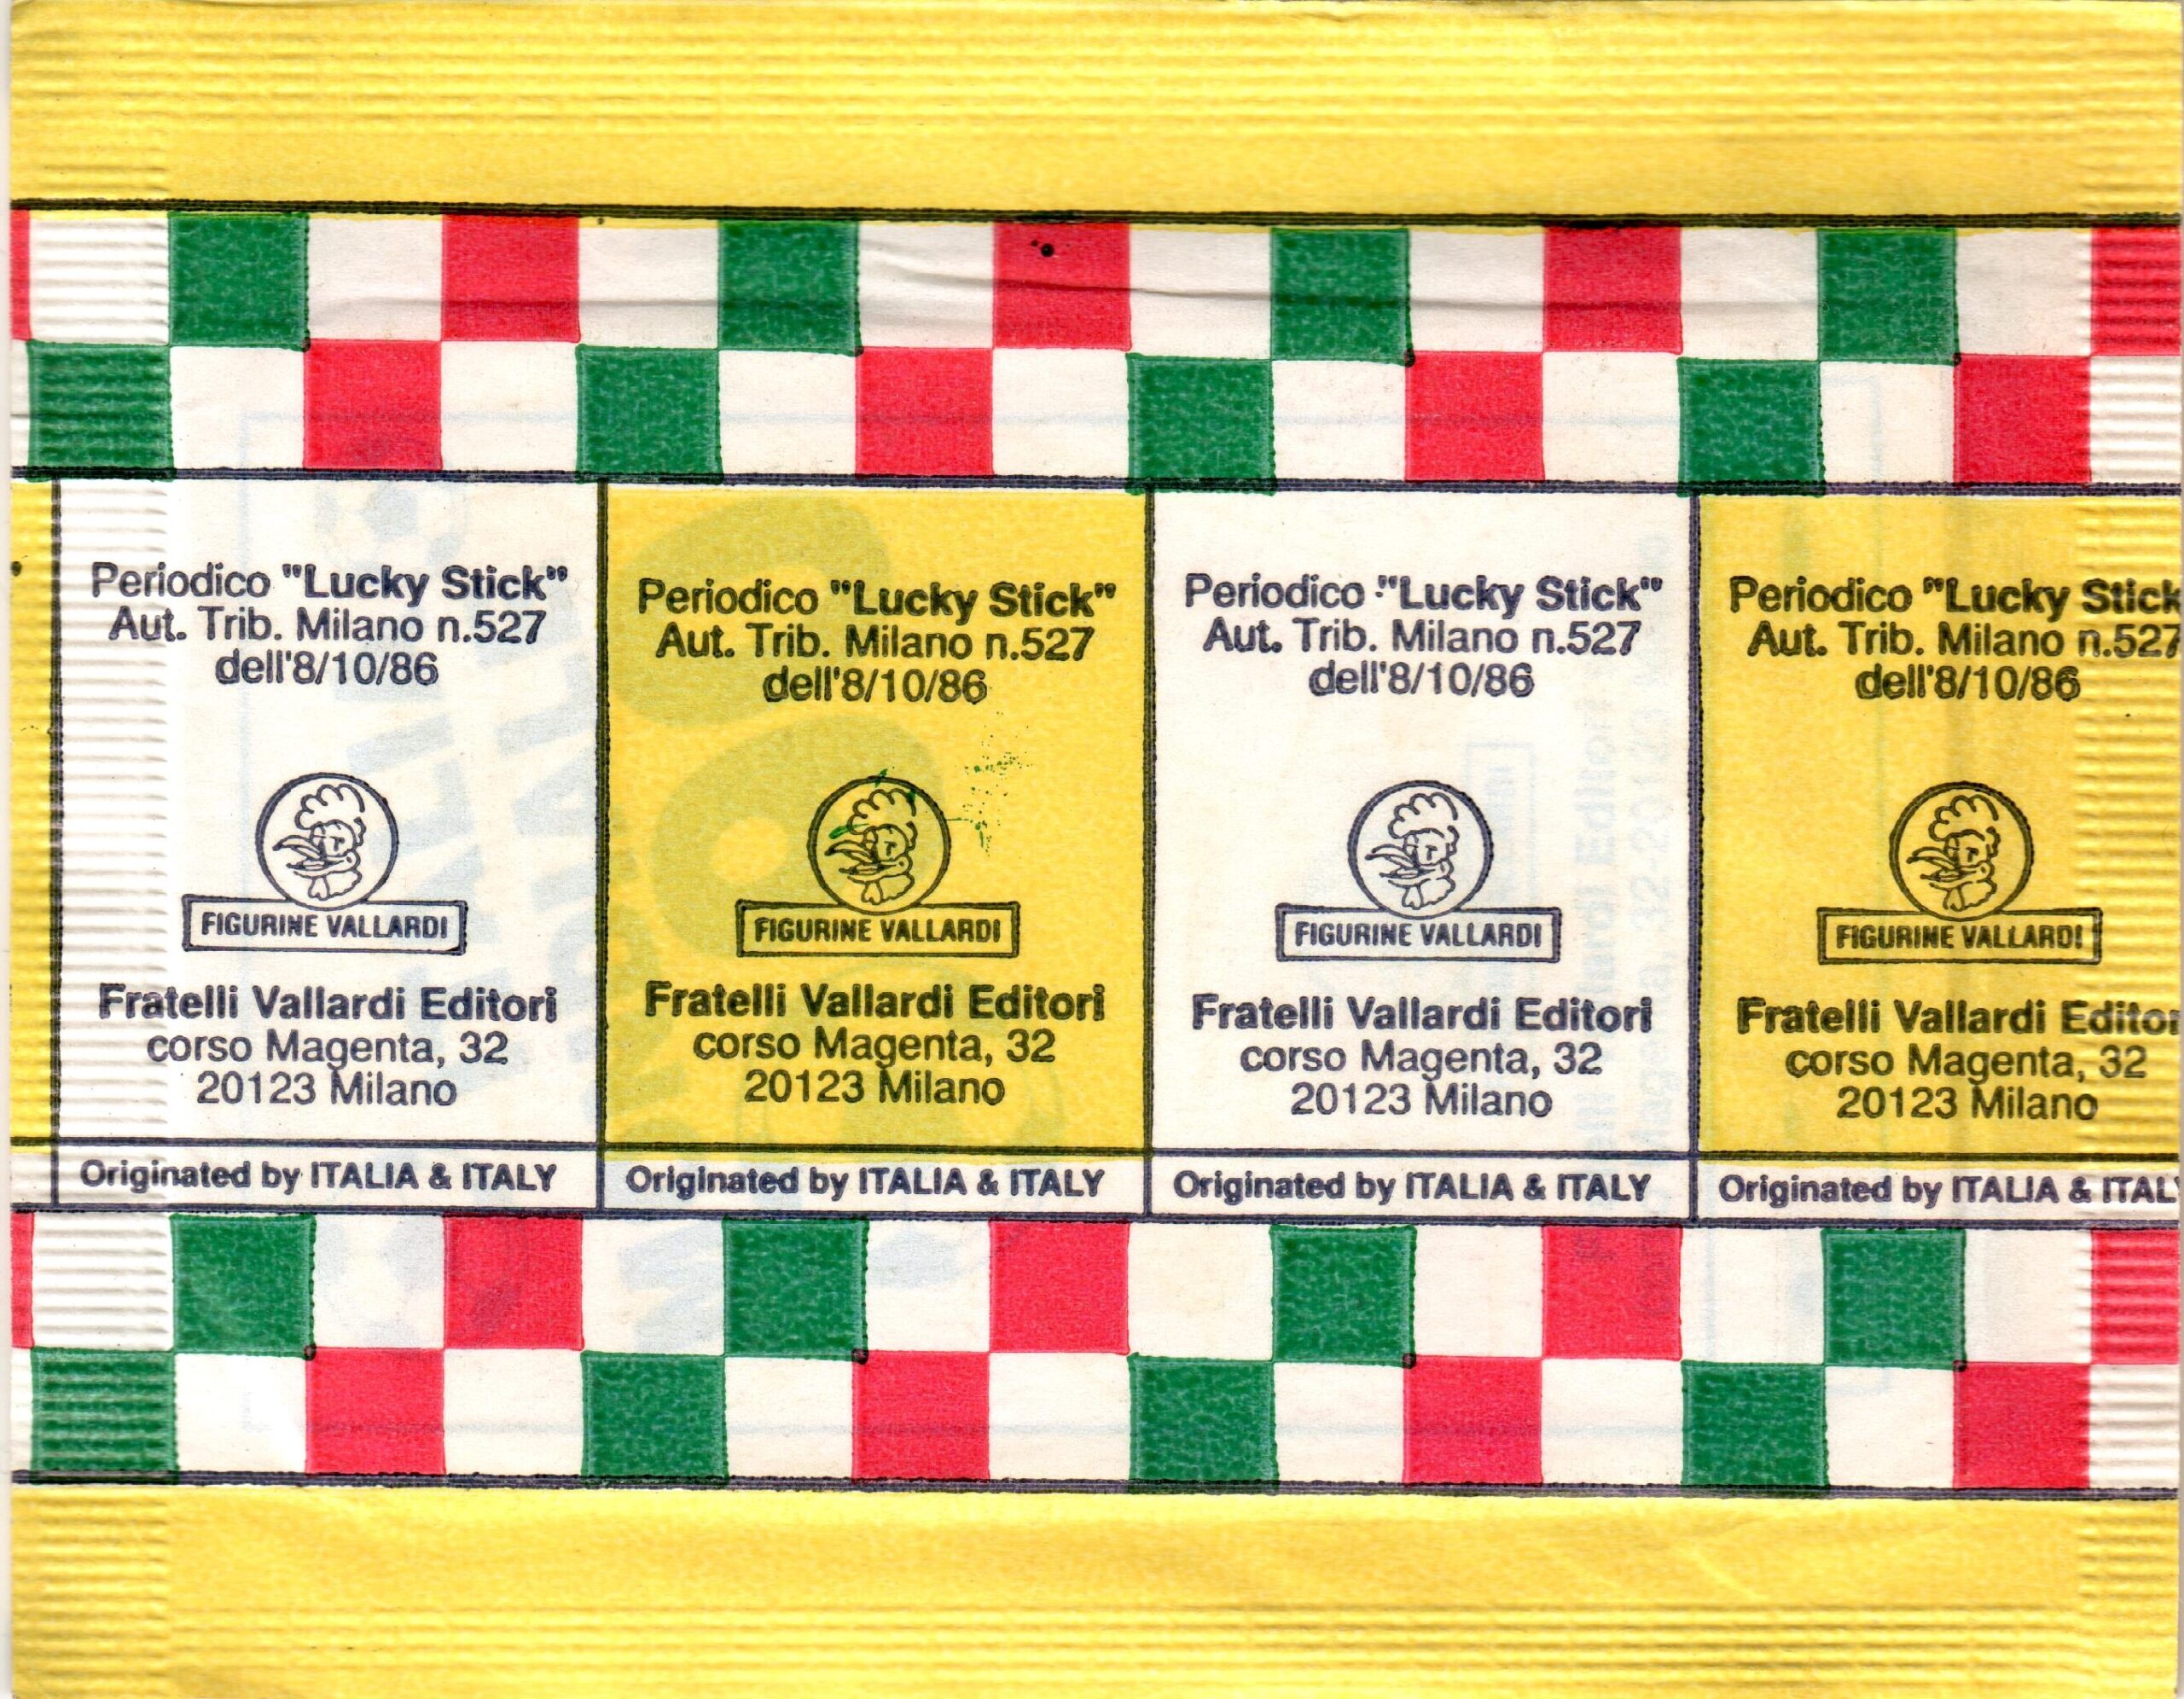 Periodico "Lucky Stick"
Aut. Trib. Milano n.527
dell'8/10/86
FIGURINE VALLARDI
Fratelli Vallardi Editori
corso Magenta, 32
20123 Milano
Originated by ITALIA & ITALY
Periodico "Lucky Stick"
Aut. Trib. Milano n.527
dell'8/10/86
FIGURINE VALLARDI
Fratelli Vallardi Editori
corso Magenta, 32
20123 Milano
Originated by ITALIA & ITALY
Periodico "Lucky Stick"
Aut. Trib. Milano n.527
dell'8/10/86
FIGURINE VALLARDI
Fratelli Vallardi Editori
corso Magenta, 32
20123 Milano
Originated by ITALIA & ITALY
Periodico "Lucky Stick
Aut. Trib. Milano n.527
dell'8/10/86
FIGURINE VALLARDI
Fratelli Vallardi Editor
corso Magenta, 32
20123 Milano
Originated by ITALIA & ITAL